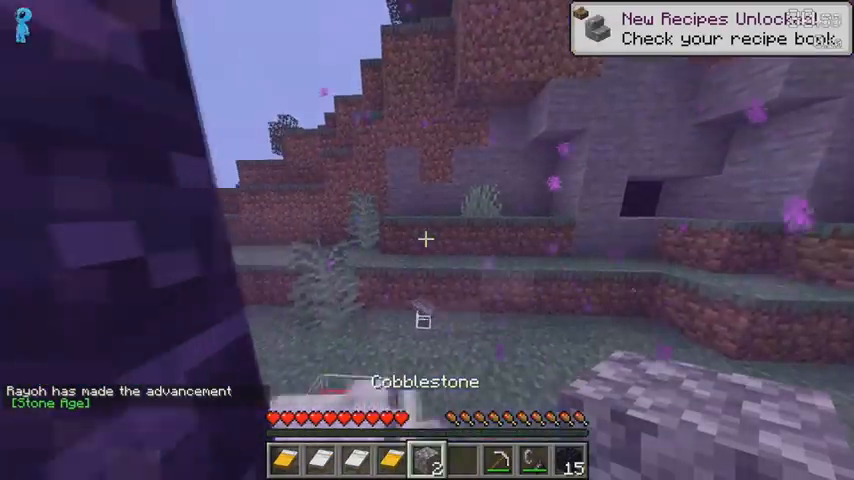 New Recipes Unlocked!
Check your recipe book
Cobblestone
Rayoh has made the advancement
[Stone Age]
2
15